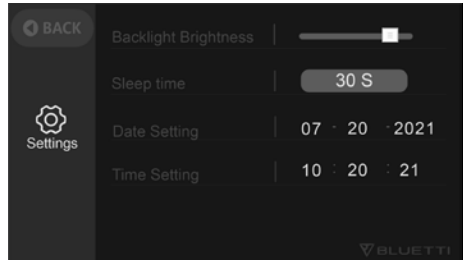 BACK
Backlight Brightness
Sleep time 30 S
Settings
Date Setting 07 - 20 - 2021
Time Setting 10 : 20 : 21
BLUETTI